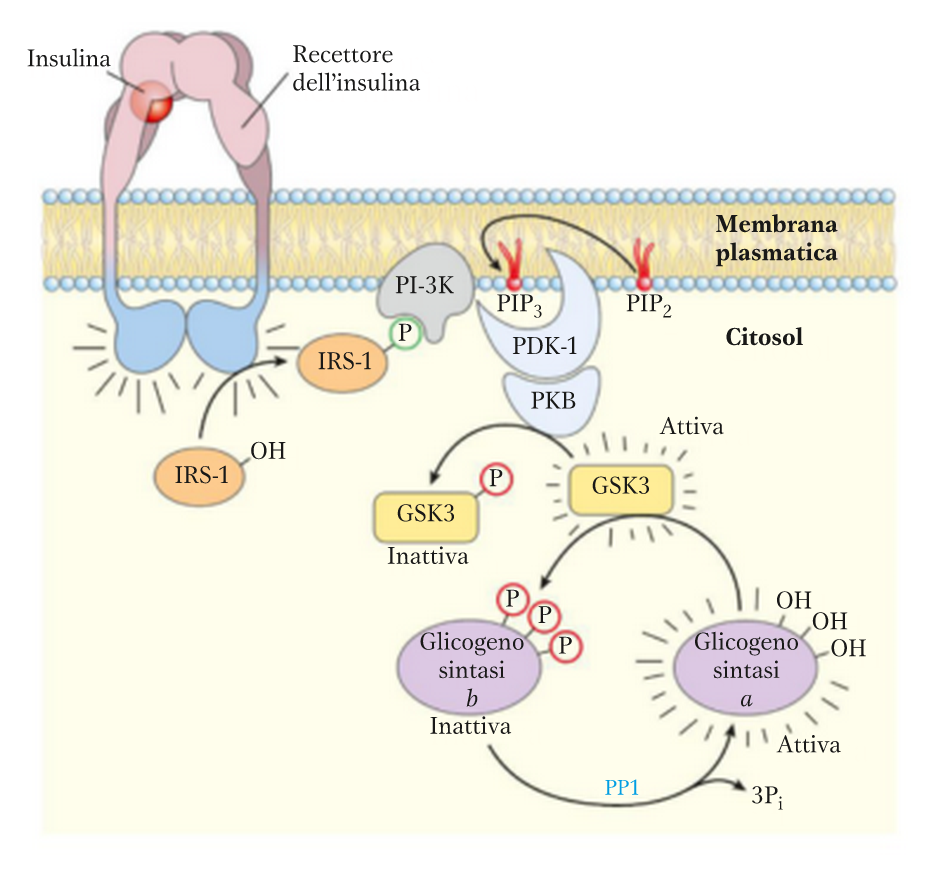 Insulina
Recettore
dell'insulina
Membrana
plasmatica
PI-3K
PIP3
PIP2
P
Citosol
IRS-1
PDK-1
PKB
Attiva
OH
IRS-1
P
GSK3
GSK3
Inattiva
P
P
P
OH
OH
OH
Glicogeno
sintasi
b
Inattiva
Glicogeno
sintasi
a
Attiva
PP1
3Pi